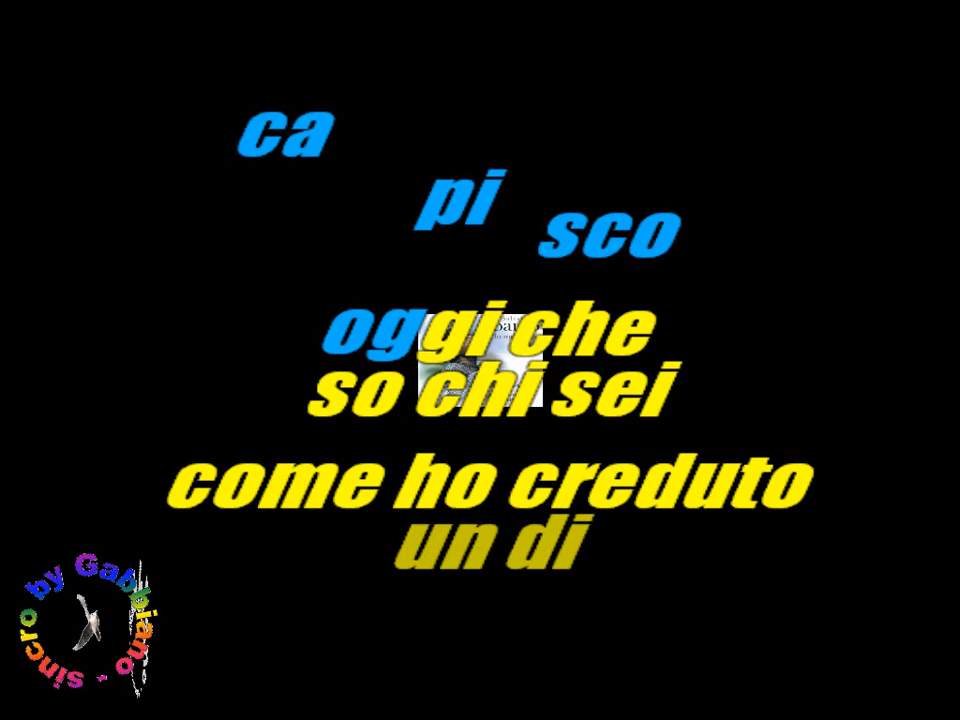 ca
pi
sco
oggi che
so chi sei
come ho creduto
un di
sincro by Gabbiano -